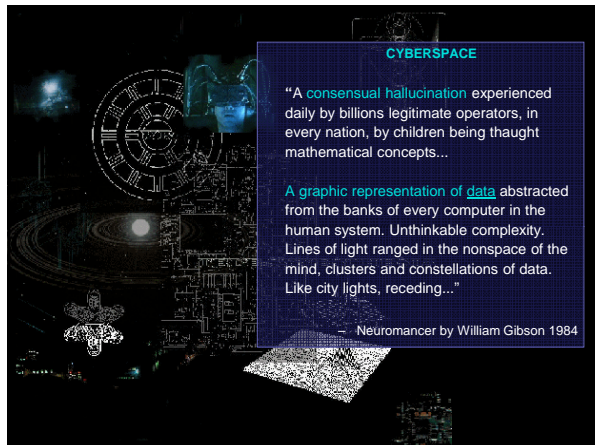 CYBERSPACE
“A consensual hallucination experienced
daily by billions legitimate operators, in
every nation, by children being thaught
mathematical concepts...
A graphic representation of data abstracted
from the banks of every computer in the
human system. Unthinkable complexity.
Lines of light ranged in the nonspace of the
mind, clusters and constellations of data.
Like city lights, receding...”
– Neuromancer by William Gibson 1984